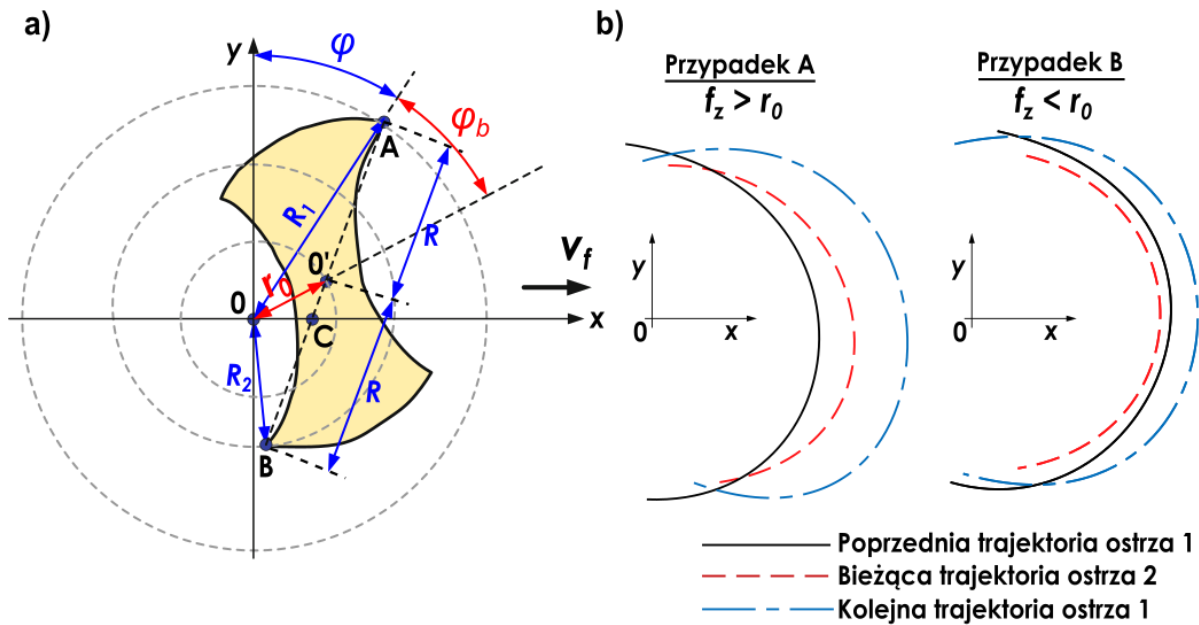 a)
y
φ
φb
A
R1
R
0'
r0
0
C
x
vf
R2
R
B
b)
Przypadek A
fz > r0
Przypadek B
fz < r0
y
0
x
y
0
x
Poprzednia trajektoria ostrza 1
Bieżąca trajektoria ostrza 2
Kolejna trajektoria ostrza 1